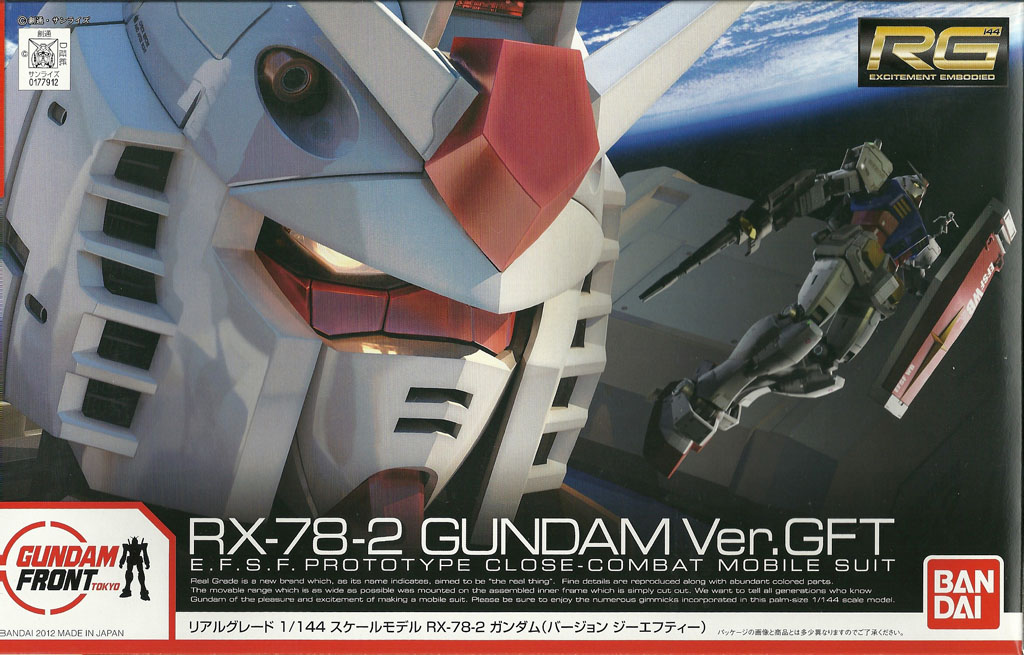 ©創通・サンライズ
創通
©
サンライズ
0177912
証紙
RG
1/144
EXCITEMENT EMBODIED
E.F.S.F.
WB
RX-78-2 GUNDAM Ver.GFT
E.F.S.F. PROTOTYPE CLOSE-COMBAT MOBILE SUIT
Real Grade is a new brand which, as its name indicates, aimed to be "the real thing". Fine details are reproduced along with abundant colored parts.
The movable range which is as wide as possible was mounted on the assembled inner frame which is simply cut out. We want to tell all generations who know
Gundam of the pleasure and excitement of making a mobile suit. Please be sure to enjoy the numerous gimmicks incorporated in this palm-size 1/144 scale model.
GUNDAM
FRONT
TOKYO
BANDAI 2012 MADE IN JAPAN
リアルグレード 1/144 スケールモデル RX-78-2 ガンダム(バージョン ジーエフティー)
パッケージの画像と商品とは多少異なりますのでご了承ください。
BAN
DAI